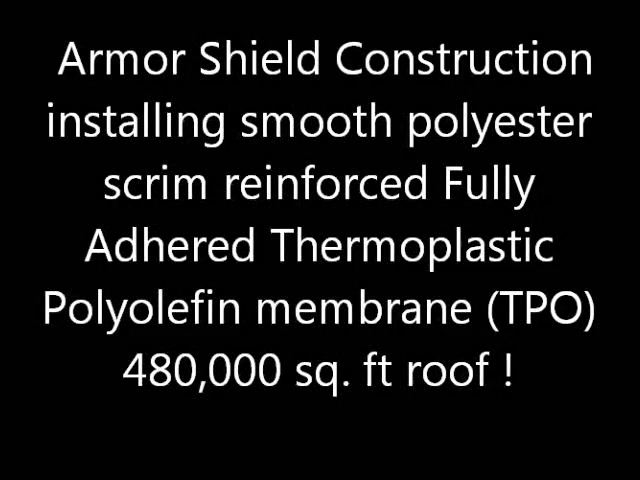 Armor Shield Construction
installing smooth polyester
scrim reinforced Fully
Adhered Thermoplastic
Polyolefin membrane (TPO)
480,000 sq. ft roof !